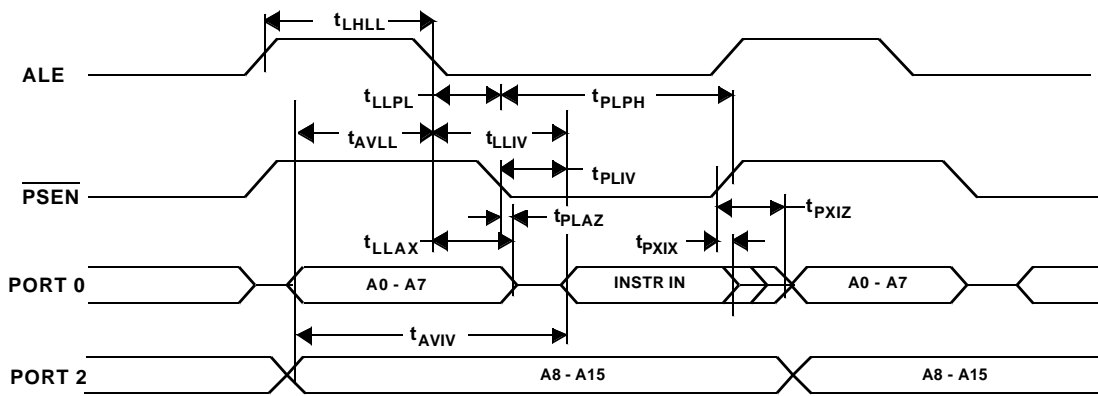 tLHLL
ALE
tLLPL
tPLPH
tAVLL
tLLIV
PSEN
tPLIV
tPLAZ
tPXIZ
tLLAX
tPXIX
PORT 0
A0 - A7
INSTR IN
A0 - A7
tAVIV
PORT 2
A8 - A15
A8 - A15